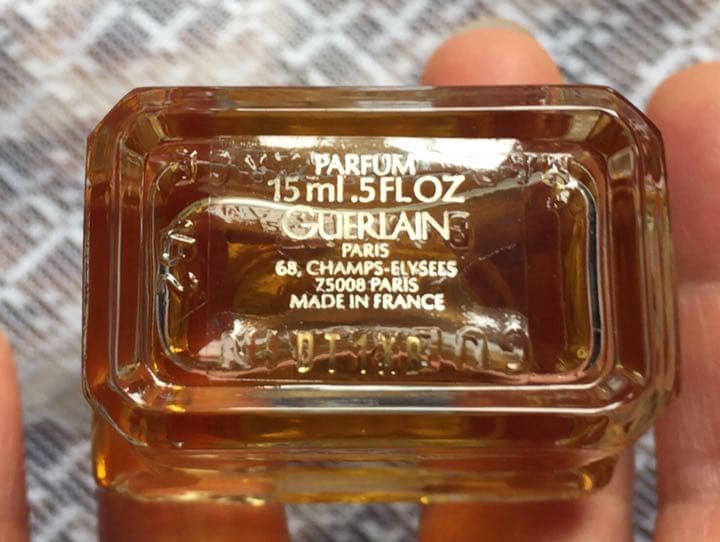 PARFUM
15 ml .5 FL OZ
GUERLAIN
PARIS
68, CHAMPS-ELYSEES
75008 PARIS
MADE IN FRANCE